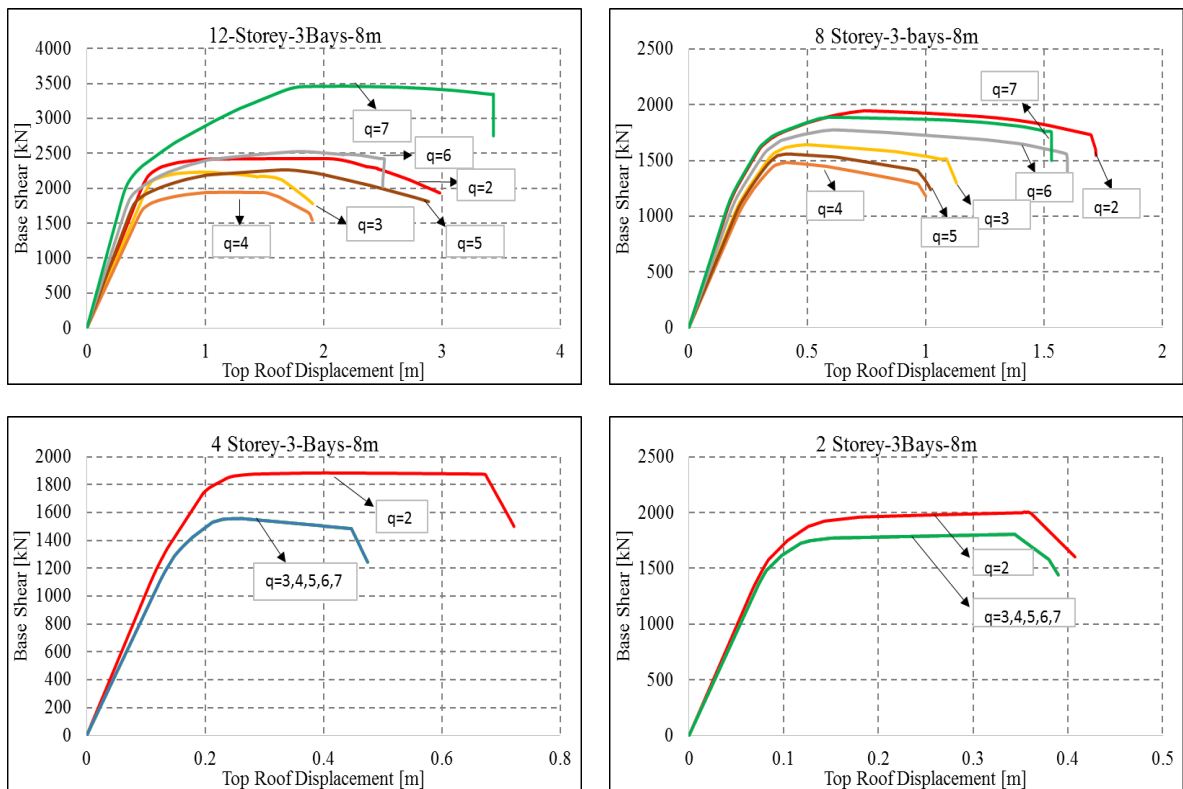 12-Storey-3Bays-8m
Base Shear [kN]
4000
3500
3000
2500
2000
1500
1000
500
0
q=7
q=6
q=2
q=3
q=4
q=5
0 1 2 3 4
Top Roof Displacement [m]
8 Storey-3-bays-8m
Base Shear [kN]
2500
2000
1500
1000
500
0
q=7
q=6
q=2
q=3
q=4
q=5
0 0.5 1 1.5 2
Top Roof Displacement [m]
4 Storey-3-Bays-8m
Base Shear [kN]
2000
1800
1600
1400
1200
1000
800
600
400
200
0
q=2
q=3,4,5,6,7
0 0.2 0.4 0.6 0.8
Top Roof Displacement [m]
2 Storey-3Bays-8m
Base Shear [kN]
2500
2000
1500
1000
500
0
q=2
q=3,4,5,6,7
0 0.1 0.2 0.3 0.4 0.5
Top Roof Displacement [m]